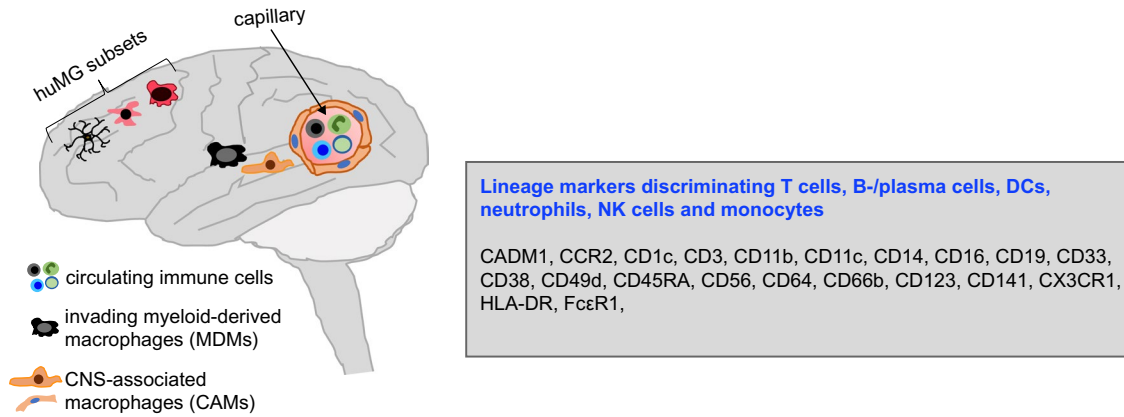 capillary
huMG subsets
circulating immune cells
invading myeloid-derived
macrophages (MDMs)
CNS-associated
macrophages (CAMs)
Lineage markers discriminating T cells, B-/plasma cells, DCs,
neutrophils, NK cells and monocytes
CADM1, CCR2, CD1c, CD3, CD11b, CD11c, CD14, CD16, CD19, CD33,
CD38, CD49d, CD45RA, CD56, CD64, CD66b, CD123, CD141, CX3CR1,
HLA-DR, FcεR1,